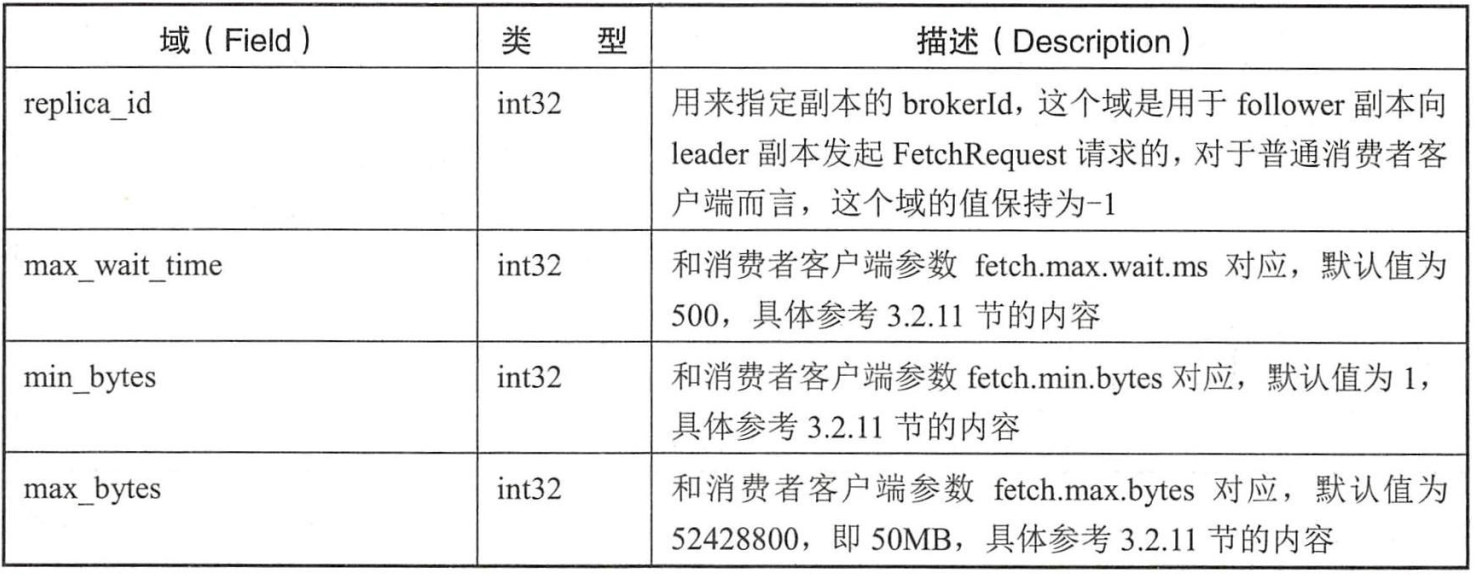 域（Field） 类 型 描述（Description）
replica_id int32 用来指定副本的 brokerId，这个域是用于 follower 副本向
leader 副本发起 FetchRequest 请求的，对于普通消费者客
户端而言，这个域的值保持为-1
max_wait_time int32 和消费者客户端参数 fetch.max.wait.ms 对应，默认值为
500，具体参考 3.2.11 节的内容
min_bytes int32 和消费者客户端参数 fetch.min.bytes 对应，默认值为 1，
具体参考 3.2.11 节的内容
max_bytes int32 和消费者客户端参数 fetch.max.bytes 对应，默认值为
52428800，即 50MB，具体参考 3.2.11 节的内容